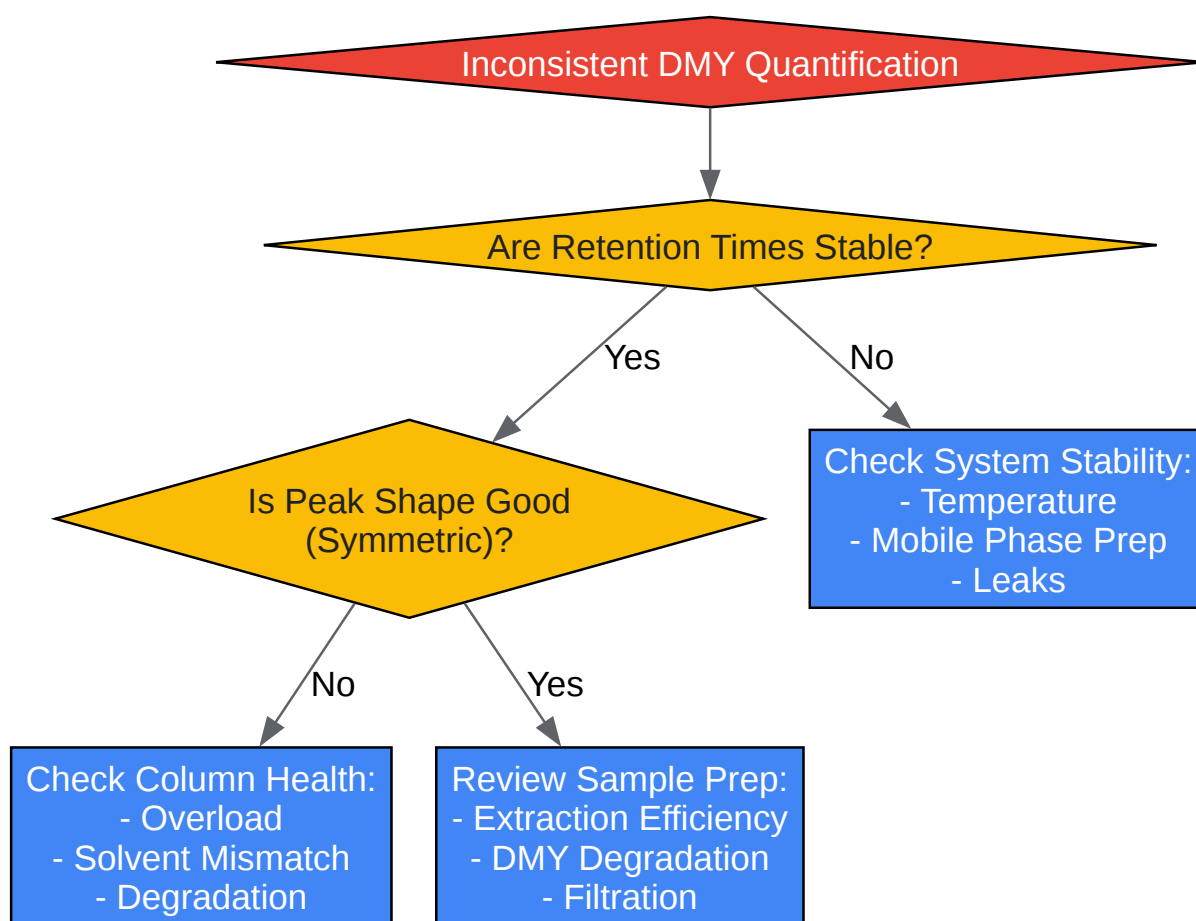 Inconsistent DMY Quantification
Are Retention Times Stable?
Yes
No
Is Peak Shape Good
(Symmetric)?
Check System Stability:
- Temperature
- Mobile Phase Prep
- Leaks
No
Yes
Check Column Health:
- Overload
- Solvent Mismatch
- Degradation
Review Sample Prep:
- Extraction Efficiency
- DMY Degradation
- Filtration